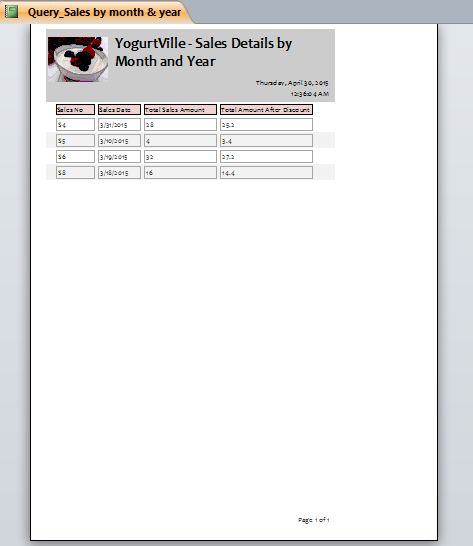 Query_Sales by month & year
YogurtVille - Sales Details by
Month and Year
Thursday, April 30, 2015
12:36:04 AM
Sales No Sales Date Total Sales Amount Total Amount After Discount
S4 3/31/2015 28 25.2
S5 3/10/2015 4 3.4
S6 3/19/2015 32 27.2
S8 3/18/2015 16 14.4
Page 1 of 1